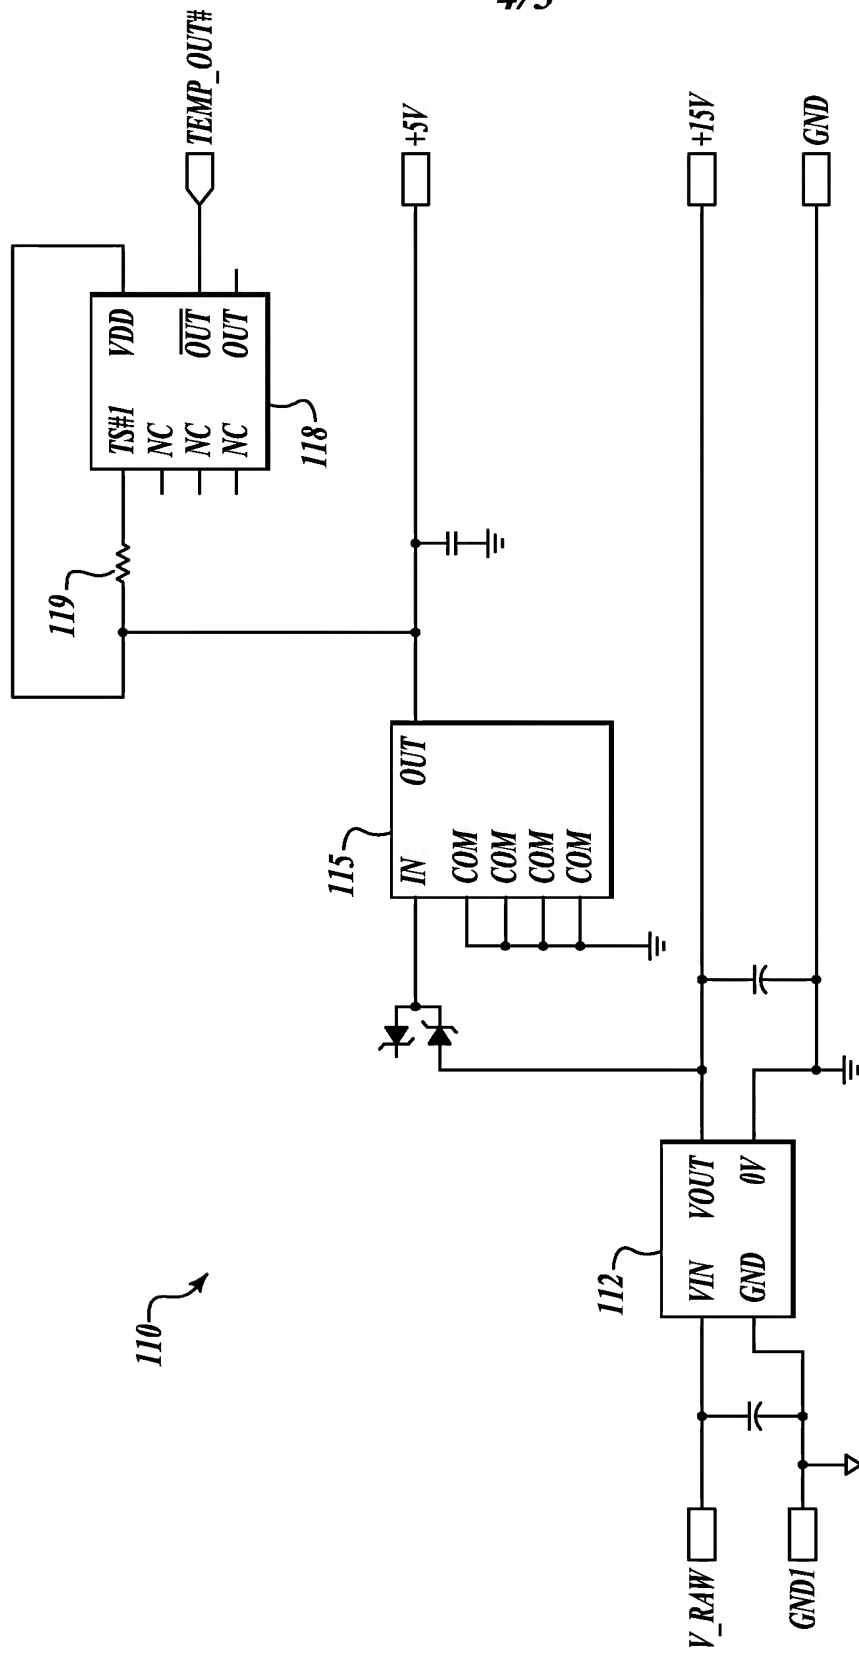 4/5
TEMP_OUT#
+5V
+15V
GND
VDD
OUT
OUT
TS#1
NC
NC
NC
118
119
115
OUT
IN
COM
COM
COM
COM
110
112
VOUT
0V
VIN
GND
V_RAW
GND1